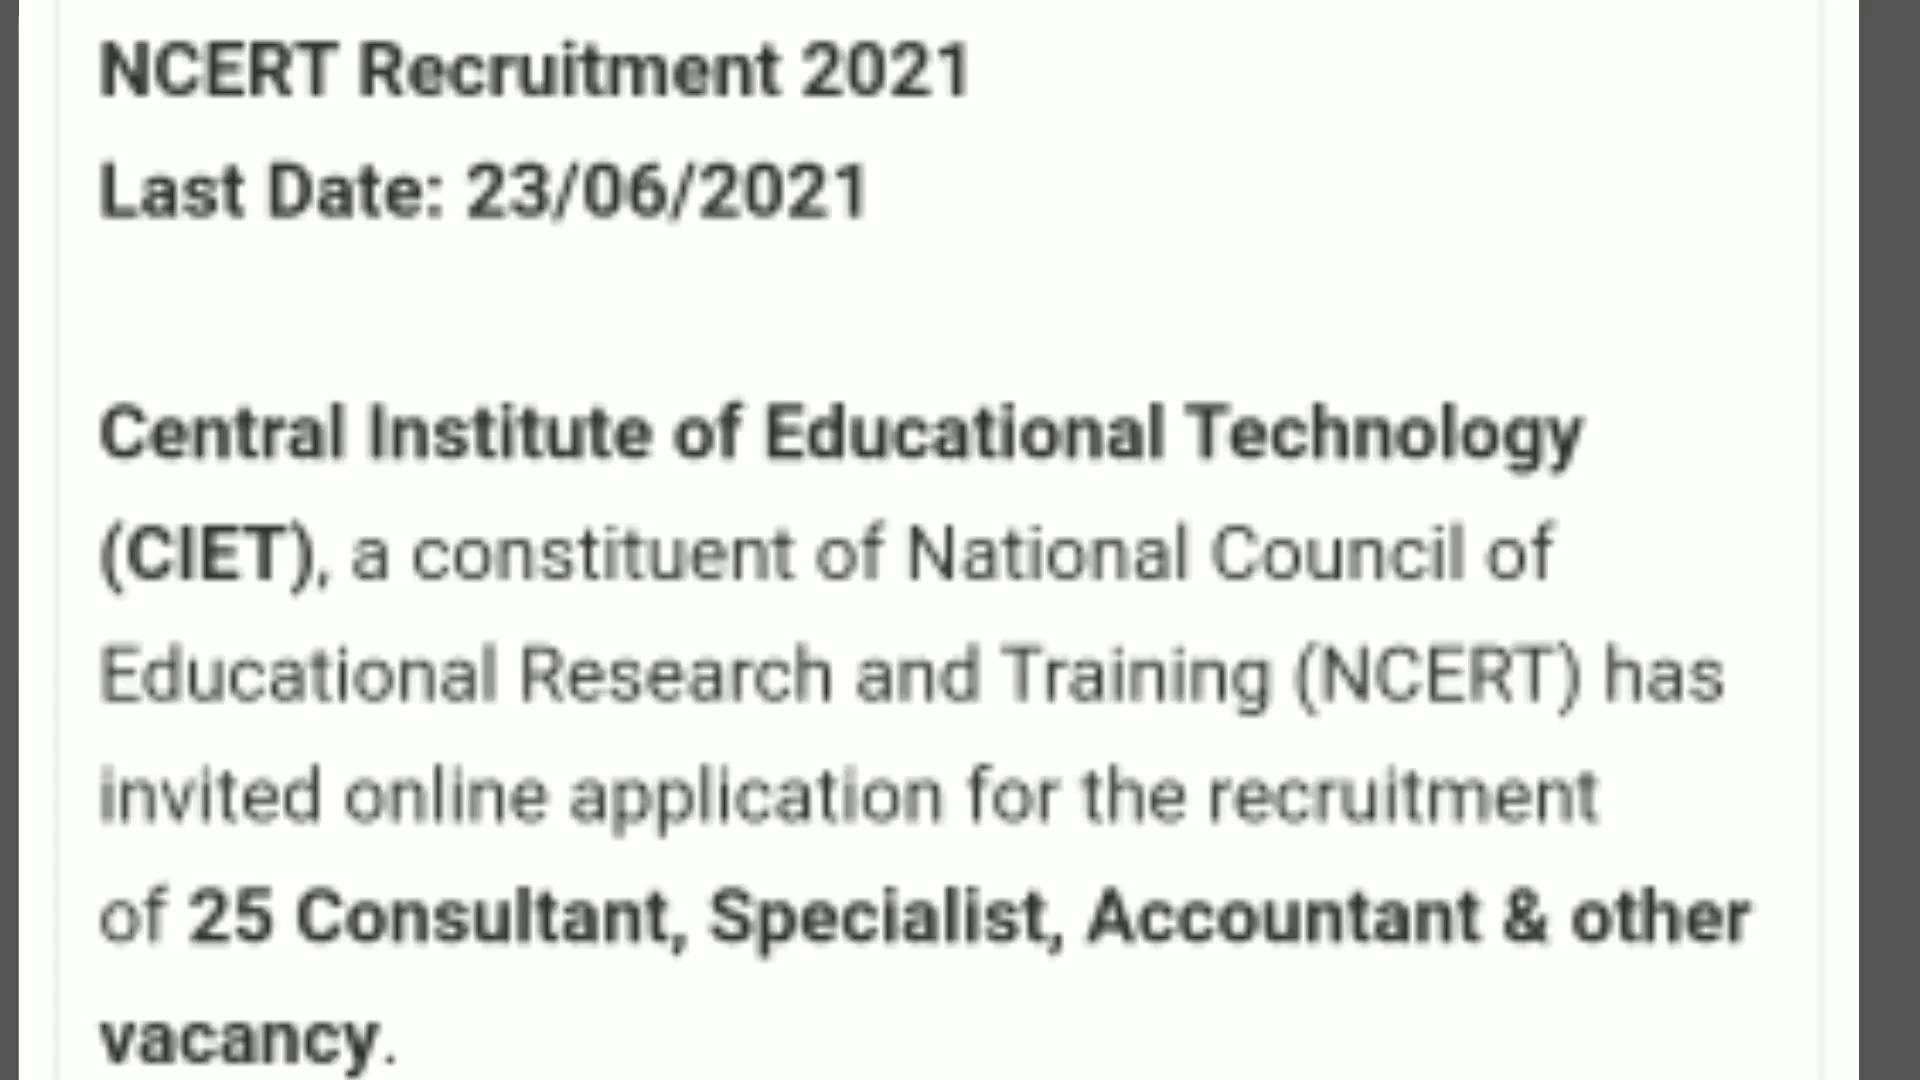 NCERT Recruitment 2021
Last Date: 23/06/2021
Central Institute of Educational Technology
(CIET), a constituent of National Council of
Educational Research and Training (NCERT) has
invited online application for the recruitment
of 25 Consultant, Specialist, Accountant & other
vacancy.